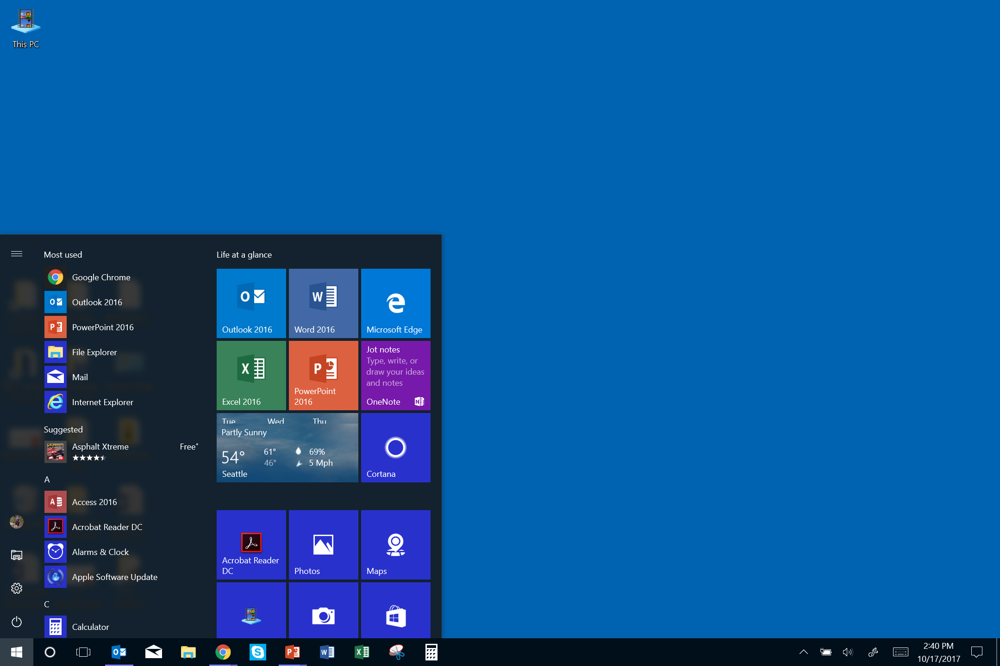 This PC
Most used
Google Chrome
Outlook 2016
PowerPoint 2016
File Explorer
Mail
Internet Explorer
Suggested
Asphalt Xtreme
Free+
A
Access 2016
Acrobat Reader DC
Alarms & Clock
Apple Software Update
C
Calculator
Life at a glance
Outlook 2016
Word 2016
Microsoft Edge
Excel 2016
PowerPoint
2016
Jot notes
Type, write, or
draw your ideas
and notes
OneNote
Tue Wed Thu
Partly Sunny
54° 61° 69%
46° 5 Mph
Seattle
Cortana
Acrobat Reader
DC
Photos
Maps
2:40 PM
10/17/2017